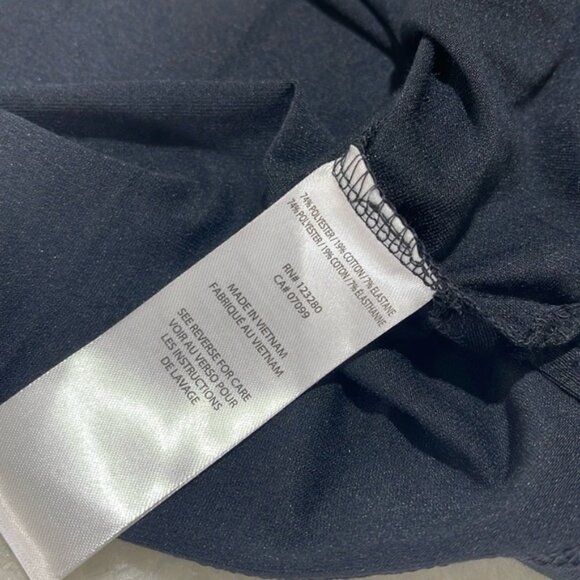 74% POLYESTER / 19% COTTON / 7% ELASTANE
74% POLYESTER / 19% COTON / 7% ÉLASTHANNE
RN# 123280
CA# 07099
MADE IN VIETNAM
FABRIQUÉ AU VIETNAM
SEE REVERSE FOR CARE
VOIR AU VERSO POUR
LES INSTRUCTIONS
DE LAVAGE